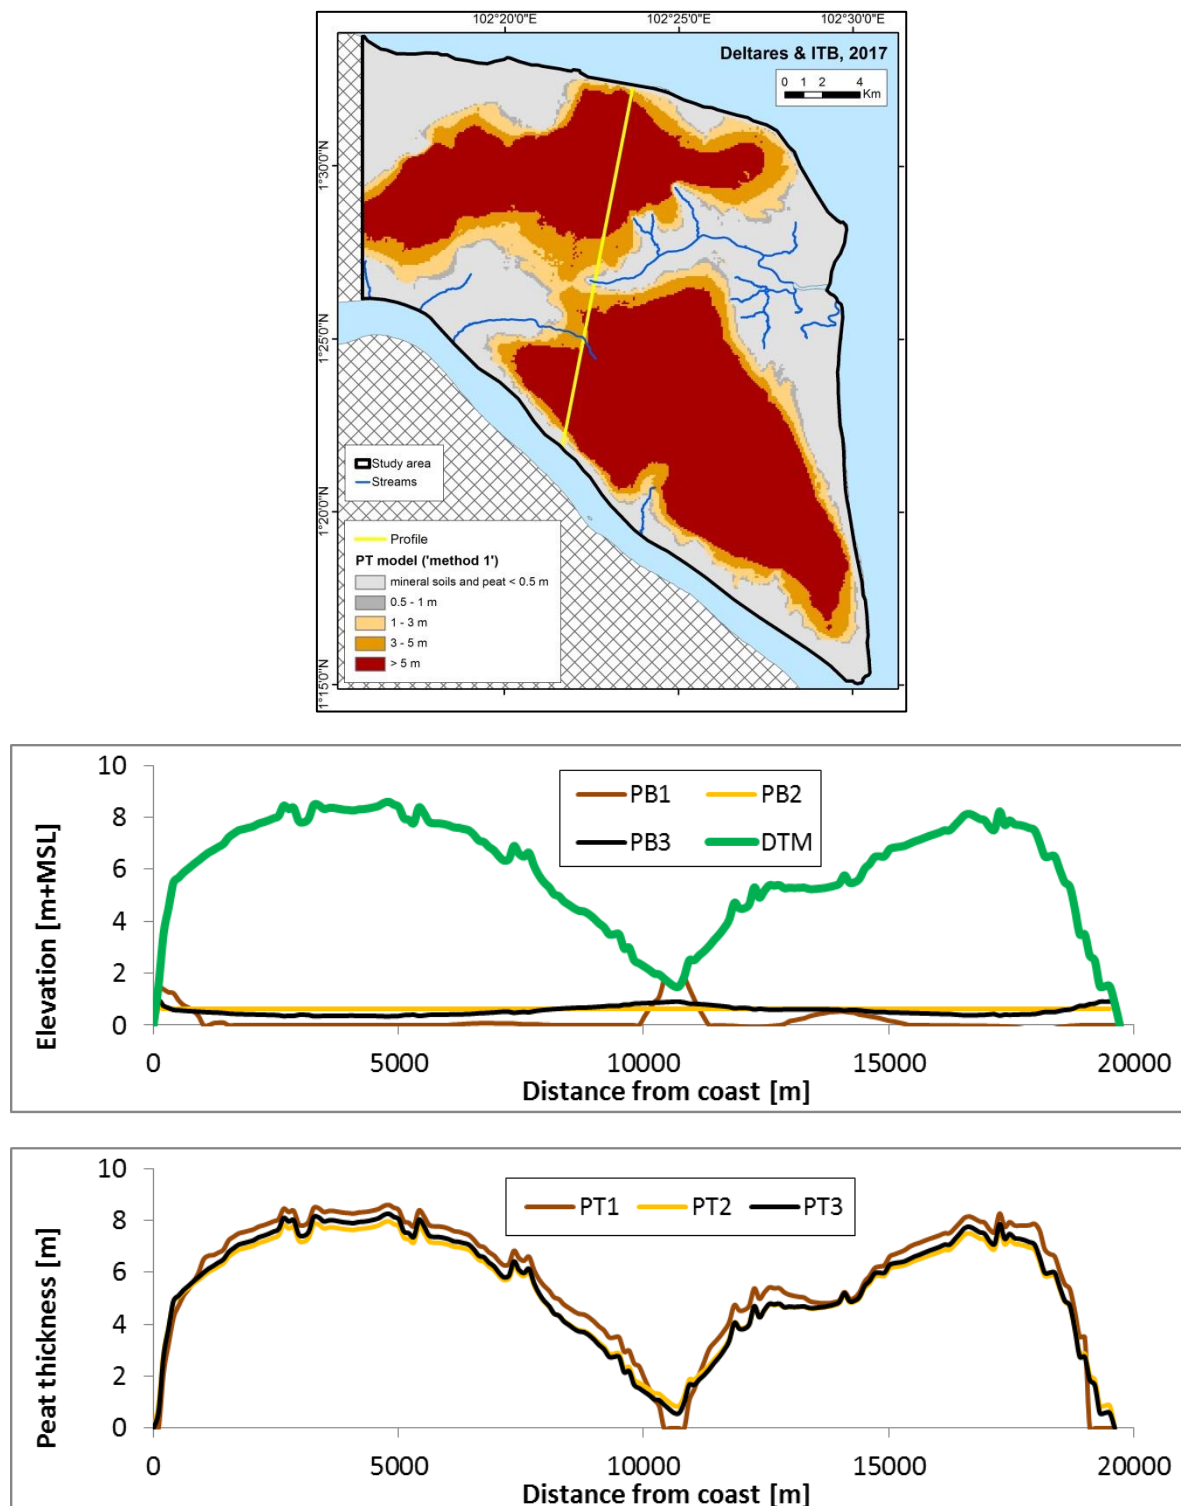 102°20'0"E 102°25'0"E 102°30'0"E
Deltares & ITB, 2017
0 1 2 4
Km
1°30'0"N
1°25'0"N
1°20'0"N
1°15'0"N
Study area
Streams
Profile
PT model ('method 1')
mineral soils and peat < 0.5 m
0.5 - 1 m
1 - 3 m
3 - 5 m
> 5 m
Elevation [m+MSL]
10
8
6
4
2
0
PB1 PB2
PB3 DTM
0 5000 10000 15000 20000
Distance from coast [m]
Peat thickness [m]
10
8
6
4
2
0
PT1 PT2 PT3
0 5000 10000 15000 20000
Distance from coast [m]